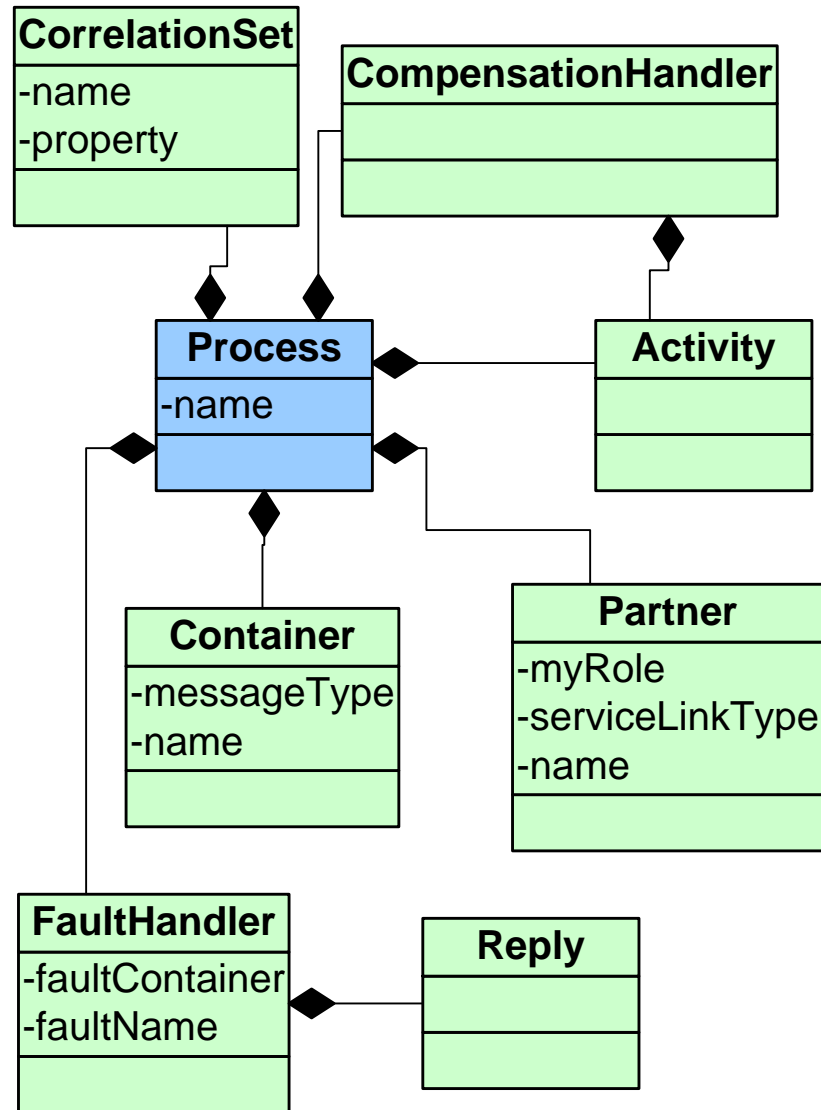 CorrelationSet
-name
-property
CompensationHandler
Process
-name
Activity
Container
-messageType
-name
Partner
-myRole
-serviceLinkType
-name
FaultHandler
-faultContainer
-faultName
Reply